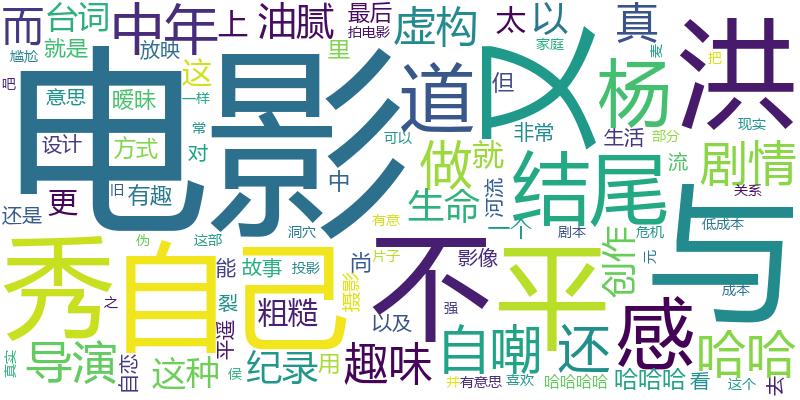 而
台词
中年
上
油腻
最后
拍电影
虚构
太
以
家庭
真
洪
尴尬
就是
放映
里
这
道
但
杨
麦
把
吧
意思
暧昧
一样
电影
设计
方式
常
对
做
就
可以
非常
生活
部分
现实
剧情
流
旧
有趣
中
生命
河流
结尾
关系
还是
更
伪
这部
洞穴
有意
一个
剧本
创作
危机
元
低成本
与
秀
自己
不
平
能
故事
投影
尚
片子
影像
成本
之
裂
粗糙
摄影
强
感
平遥
以及
自嘲
还
哈哈
真实
导演
自恋
这种
侯
纪录
用
趣味
并
有意思
喜欢
哈哈哈哈
哈哈哈
看
这个
去